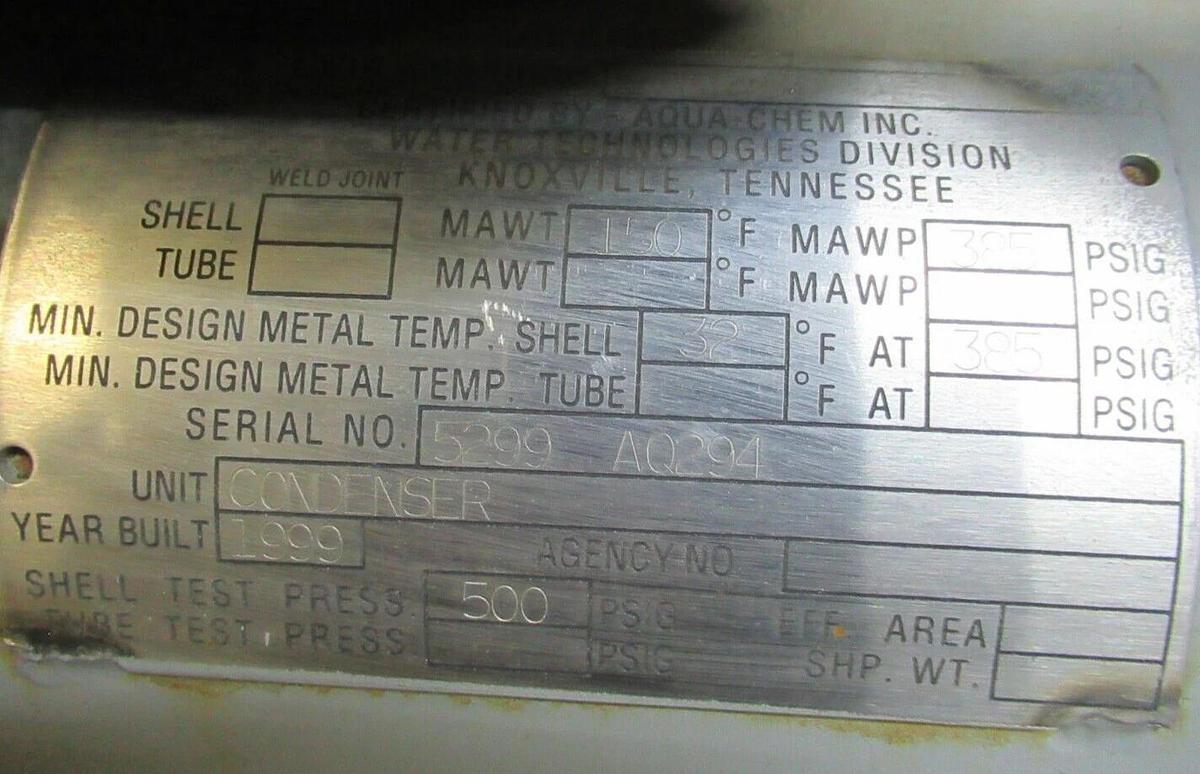 CERTIFIED BY - AQUA-CHEM INC.
WATER TECHNOLOGIES DIVISION
KNOXVILLE, TENNESSEE
WELD JOINT
SHELL MAWT 150 °F MAWP 385 PSIG
TUBE MAWT °F MAWP PSIG
MIN. DESIGN METAL TEMP. SHELL 32 °F AT 385 PSIG
MIN. DESIGN METAL TEMP. TUBE °F AT PSIG
SERIAL NO. 5299 AQ294
UNIT CONDENSER
YEAR BUILT 1999 AGENCY NO
SHELL TEST PRESS. 500 PSIG EFF. AREA
TUBE TEST PRESS PSIG SHP. WT.